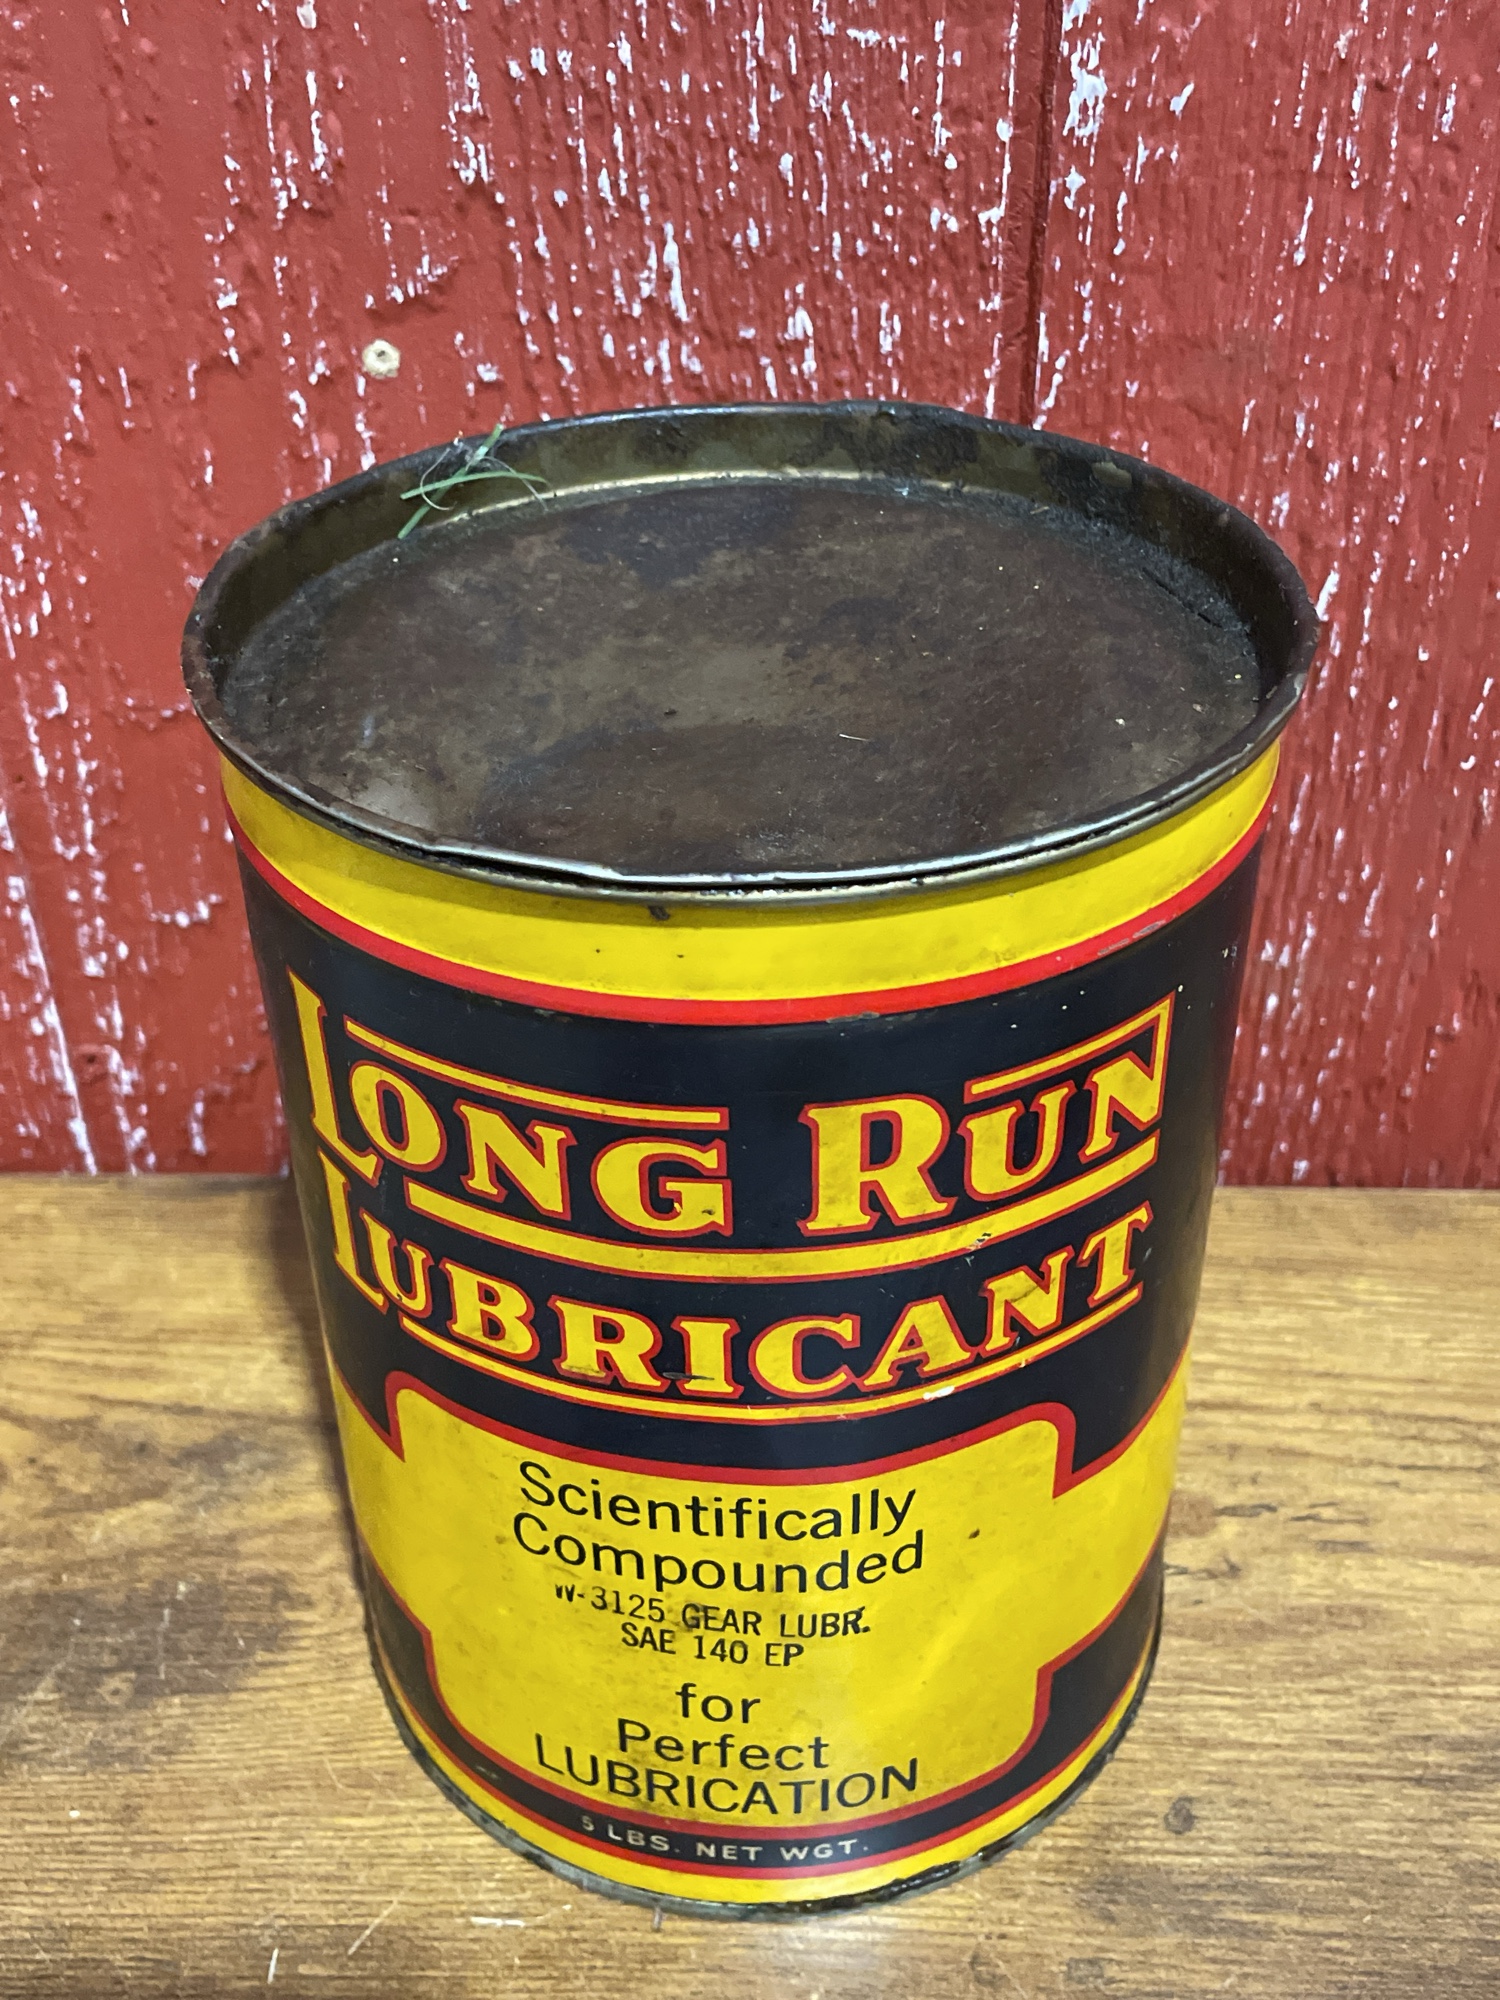 LONG RUN
LUBRICANT
Scientifically
Compounded
W-3125 GEAR LUBR.
SAE 140 EP
for
Perfect
LUBRICATION
5 LBS. NET WGT.